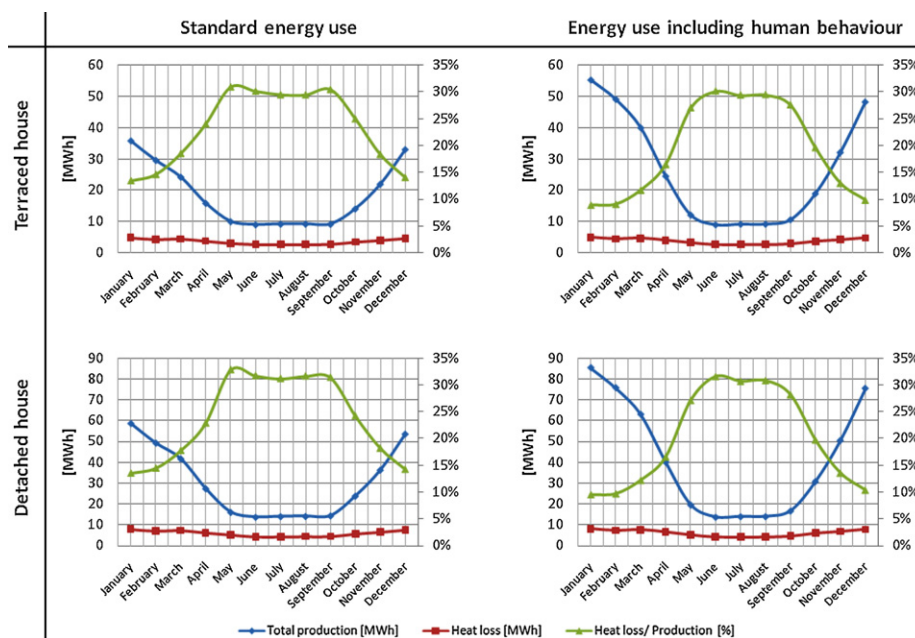 Standard energy use
Energy use including human behaviour
Terraced house
60 35%
50 30%
40 25%
30 20%
20 15%
10 10%
0 5%
0%
[MWh]
January February March April May June July August September October November December
60 35%
50 30%
40 25%
30 20%
20 15%
10 10%
0 5%
0%
[MWh]
January February March April May June July August September October November December
Detached house
90 35%
80 30%
70 25%
60 20%
50 15%
40 10%
30 5%
20 0%
10
0
[MWh]
January February March April May June July August September October November December
90 35%
80 30%
70 25%
60 20%
50 15%
40 10%
30 5%
20 0%
10
0
[MWh]
January February March April May June July August September October November December
Total production [MWh] Heat loss [MWh] Heat loss/ Production [%]